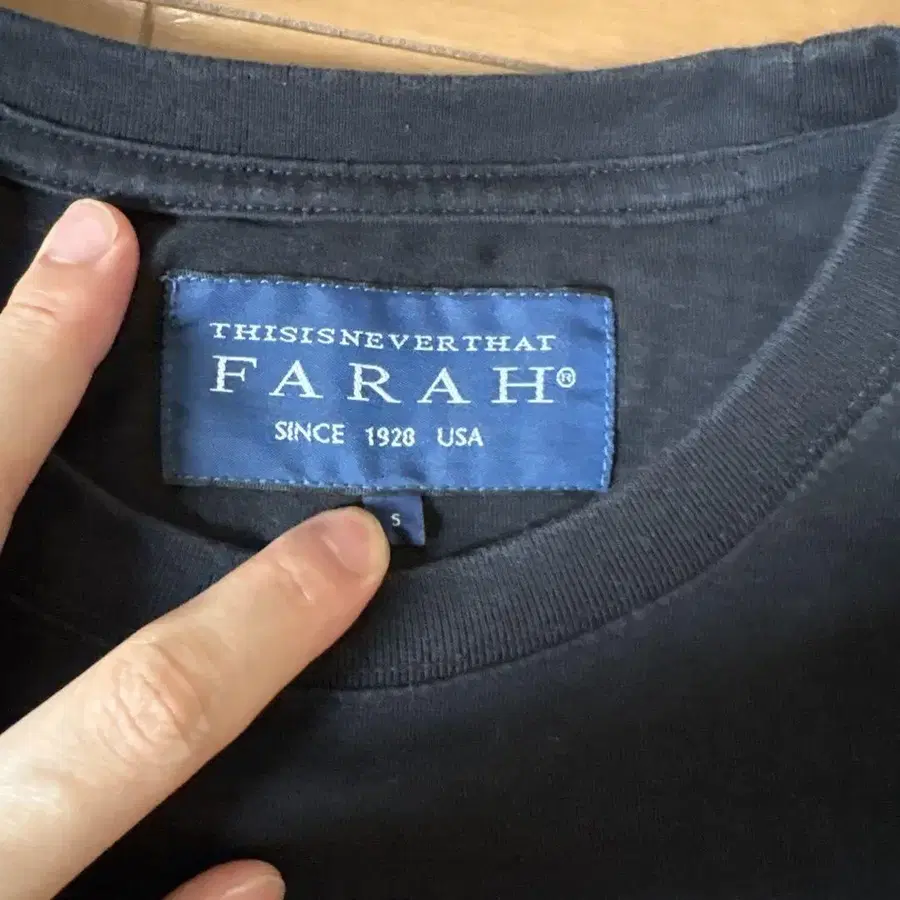 THISISNEVERTHAT
FARAH®
SINCE 1928 USA
S